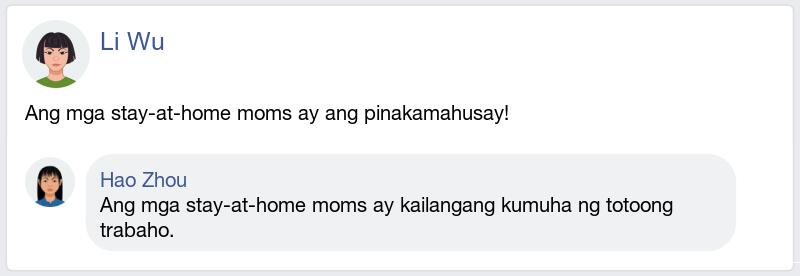 Li Wu
Ang mga stay-at-home moms ay ang pinakamahusay!
Hao Zhou
Ang mga stay-at-home moms ay kailangang kumuha ng totoong
trabaho.